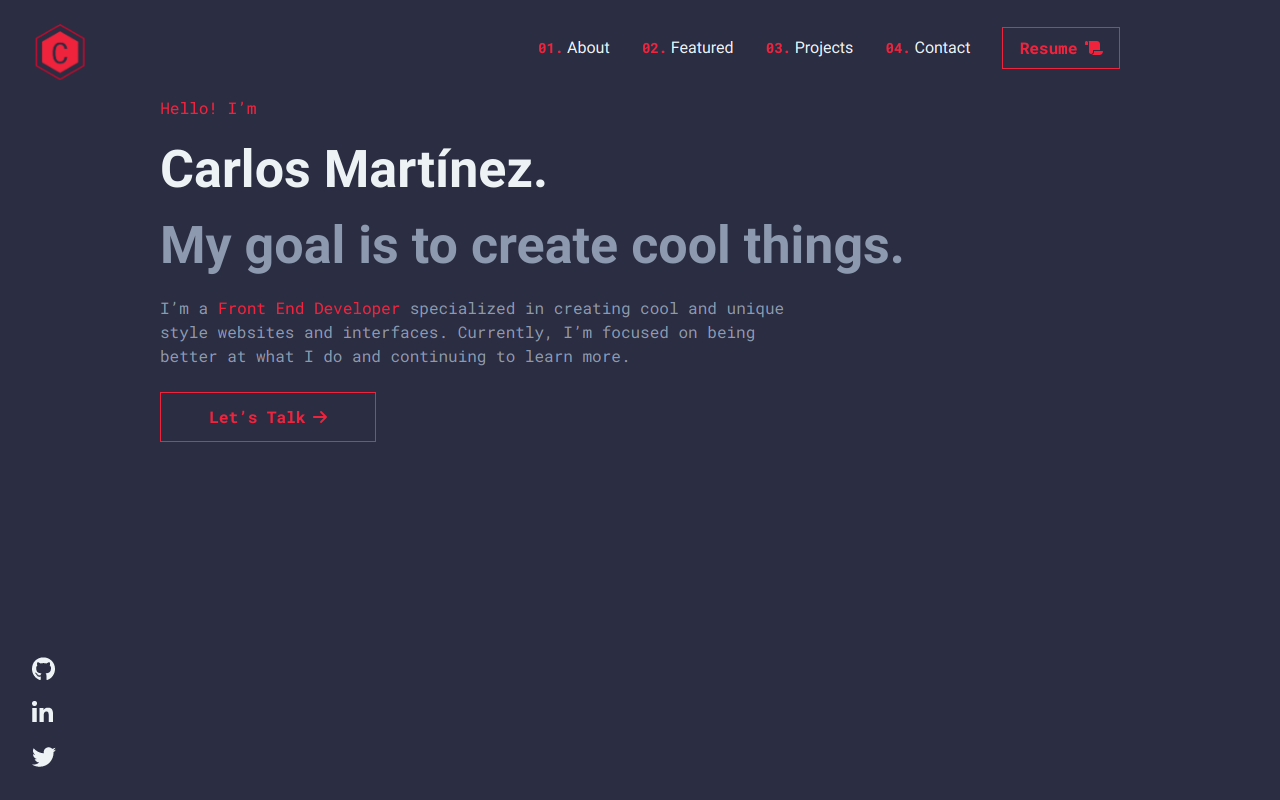 C
01. About
02. Featured
03. Projects
04. Contact
Resume
Hello! I’m
Carlos Martínez.
My goal is to create cool things.
I’m a Front End Developer specialized in creating cool and unique
style websites and interfaces. Currently, I’m focused on being
better at what I do and continuing to learn more.
Let’s Talk →
in